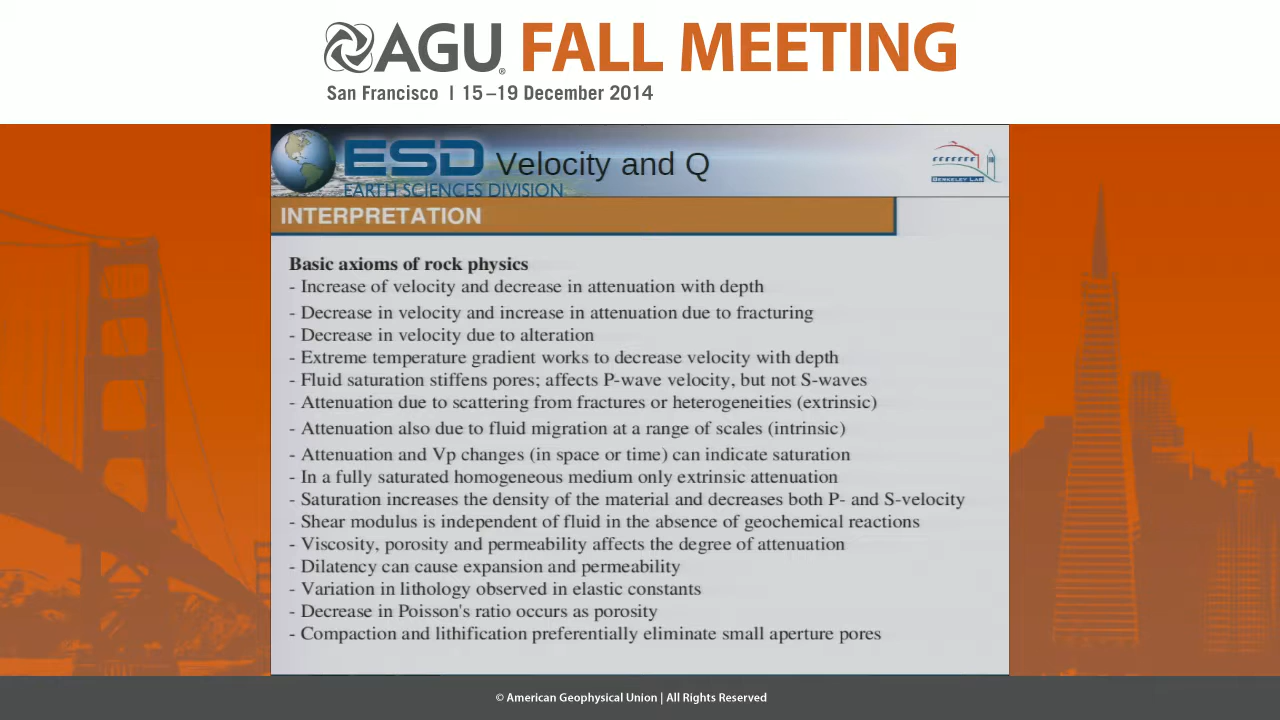 AGU® FALL MEETING
San Francisco | 15–19 December 2014
ESD Velocity and Q
EARTH SCIENCES DIVISION
BERKELEY LAB
INTERPRETATION
Basic axioms of rock physics
- Increase of velocity and decrease in attenuation with depth
- Decrease in velocity and increase in attenuation due to fracturing
- Decrease in velocity due to alteration
- Extreme temperature gradient works to decrease velocity with depth
- Fluid saturation stiffens pores; affects P-wave velocity, but not S-waves
- Attenuation due to scattering from fractures or heterogeneities (extrinsic)
- Attenuation also due to fluid migration at a range of scales (intrinsic)
- Attenuation and Vp changes (in space or time) can indicate saturation
- In a fully saturated homogeneous medium only extrinsic attenuation
- Saturation increases the density of the material and decreases both P- and S-velocity
- Shear modulus is independent of fluid in the absence of geochemical reactions
- Viscosity, porosity and permeability affects the degree of attenuation
- Dilatency can cause expansion and permeability
- Variation in lithology observed in elastic constants
- Decrease in Poisson's ratio occurs as porosity
- Compaction and lithification preferentially eliminate small aperture pores
© American Geophysical Union | All Rights Reserved